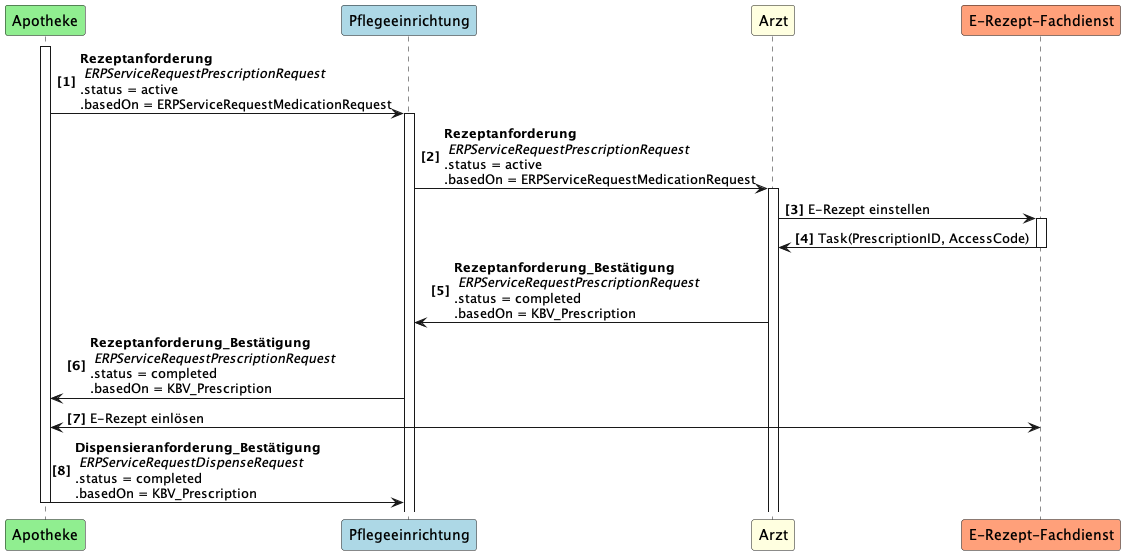 Apotheke
Pflegeeinrichtung
Arzt
E-Rezept-Fachdienst
Rezeptanforderung
[1]
ERPServiceRequestPrescriptionRequest
.status = active
.basedOn = ERPServiceRequestMedicationRequest
Rezeptanforderung
[2]
ERPServiceRequestPrescriptionRequest
.status = active
.basedOn = ERPServiceRequestMedicationRequest
[3] E-Rezept einstellen
[4] Task(PrescriptionID, AccessCode)
Rezeptanforderung_Bestätigung
ERPServiceRequestPrescriptionRequest
[5]
.status = completed
.basedOn = KBV_Prescription
Rezeptanforderung_Bestätigung
ERPServiceRequestPrescriptionRequest
[6]
.status = completed
.basedOn = KBV_Prescription
[7] E-Rezept einlösen
Dispensieranforderung_Bestätigung
ERPServiceRequestDispenseRequest
[8]
.status = completed
.basedOn = KBV_Prescription
Apotheke
Pflegeeinrichtung
Arzt
E-Rezept-Fachdienst